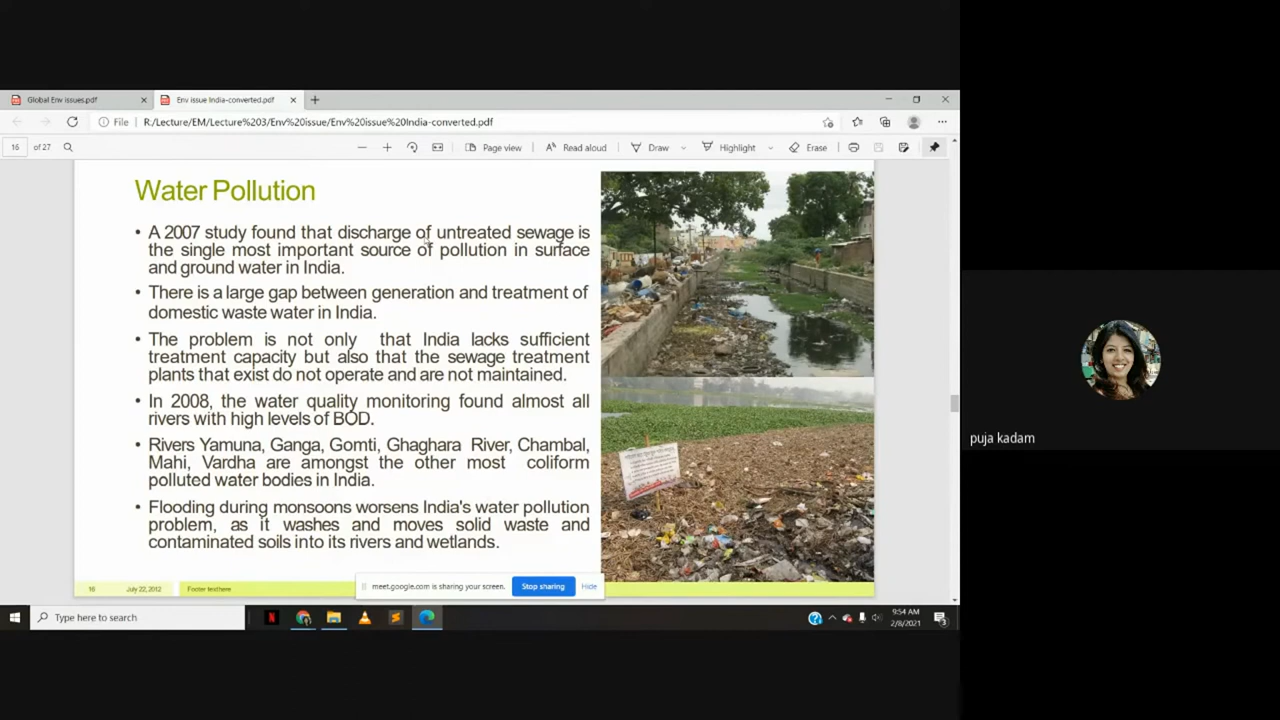 Global Env issues.pdf
Env issue India-converted.pdf
File
R:/Lecture/EM/Lecture%203/Env%20issue/Env%20issue%20India-converted.pdf
16 of 27
Page view
Read aloud
Draw
Highlight
Erase
Water Pollution
• A 2007 study found that discharge of untreated sewage is
the single most important source of pollution in surface
and ground water in India.
• There is a large gap between generation and treatment of
domestic waste water in India.
• The problem is not only that India lacks sufficient
treatment capacity but also that the sewage treatment
plants that exist do not operate and are not maintained.
• In 2008, the water quality monitoring found almost all
rivers with high levels of BOD.
• Rivers Yamuna, Ganga, Gomti, Ghaghara River, Chambal,
Mahi, Vardha are amongst the other most coliform
polluted water bodies in India.
• Flooding during monsoons worsens India's water pollution
problem, as it washes and moves solid waste and
contaminated soils into its rivers and wetlands.
16 July 22, 2012 Footer texthere
meet.google.com is sharing your screen. Stop sharing Hide
puja kadam
Type here to search
9:54 AM
2/8/2021